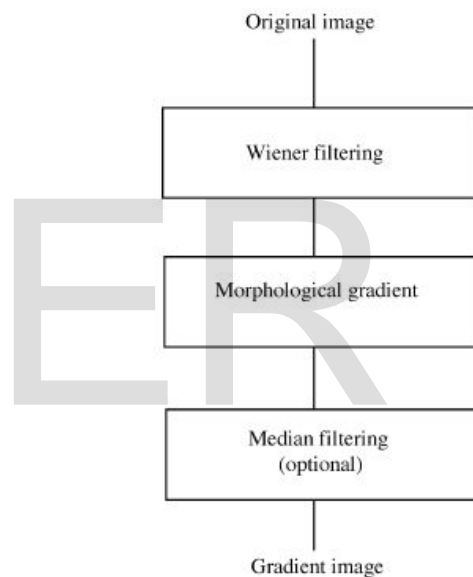 Original image
Wiener filtering
ER
Morphological gradient
Median filtering
(optional)
Gradient image